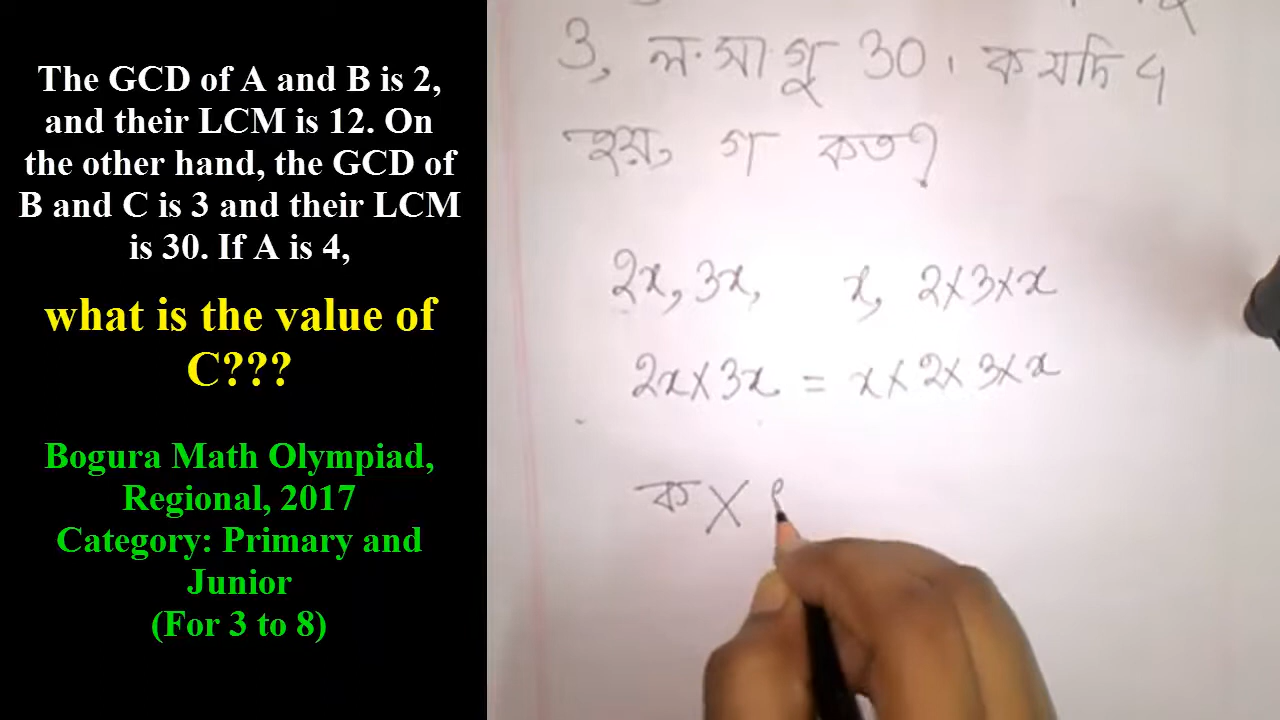 The GCD of A and B is 2,
and their LCM is 12. On
the other hand, the GCD of
B and C is 3 and their LCM
is 30. If A is 4,
what is the value of
C???
Bogura Math Olympiad,
Regional, 2017
Category: Primary and
Junior
(For 3 to 8)
3, ল.সা.গু 30। ক যদি 4
হয়, গ কত?
2x, 3x, x, 2×3×x
2x×3x = x×2×3×x
ক ×